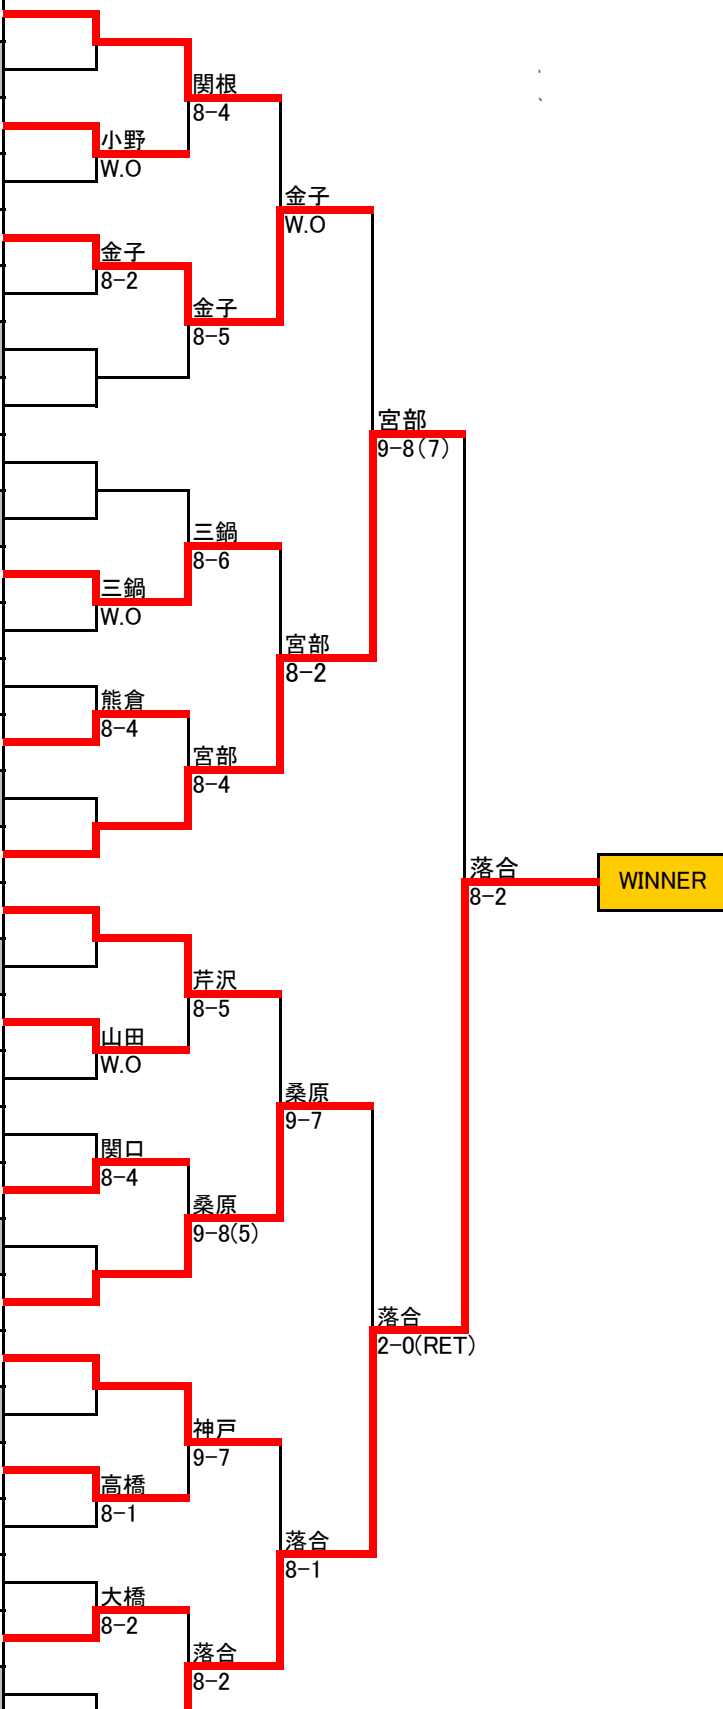 関根
8-4
小野
W.O
金子
W.O
金子
8-2
金子
8-5
宮部
9-8(7)
三鍋
8-6
三鍋
W.O
宮部
8-2
熊倉
8-4
宮部
8-4
落合
8-2
WINNER
芹沢
8-5
山田
W.O
桑原
9-7
関口
8-4
桑原
9-8(5)
落合
2-0(RET)
神戸
9-7
高橋
8-1
落合
8-1
大橋
8-2
落合
8-2